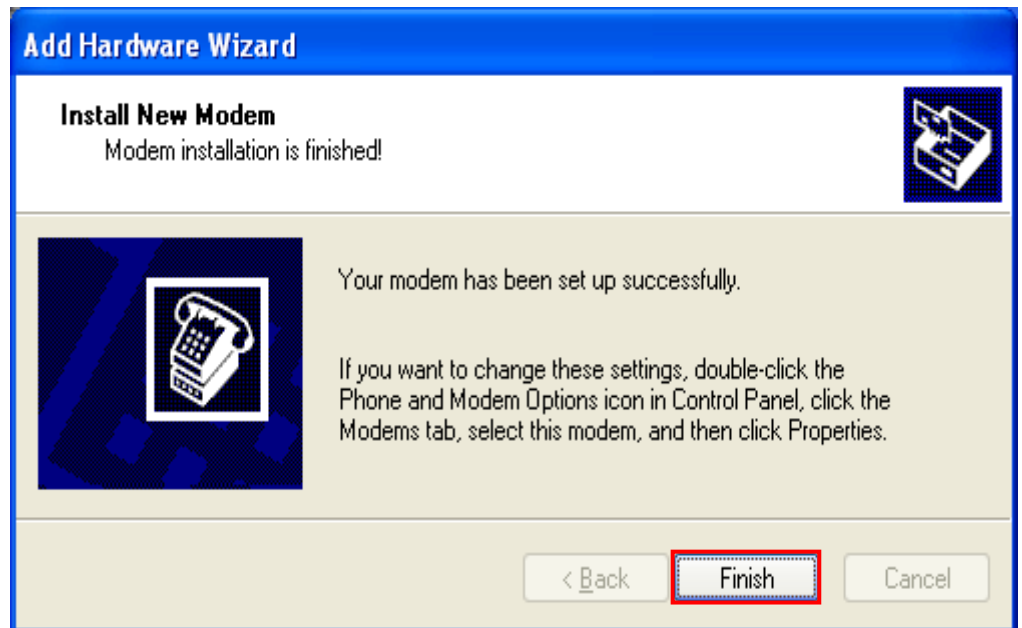 Add Hardware Wizard
Install New Modem
Modem installation is finished!
Your modem has been set up successfully.
If you want to change these settings, double-click the
Phone and Modem Options icon in Control Panel, click the
Modems tab, select this modem, and then click Properties.
< Back Finish Cancel